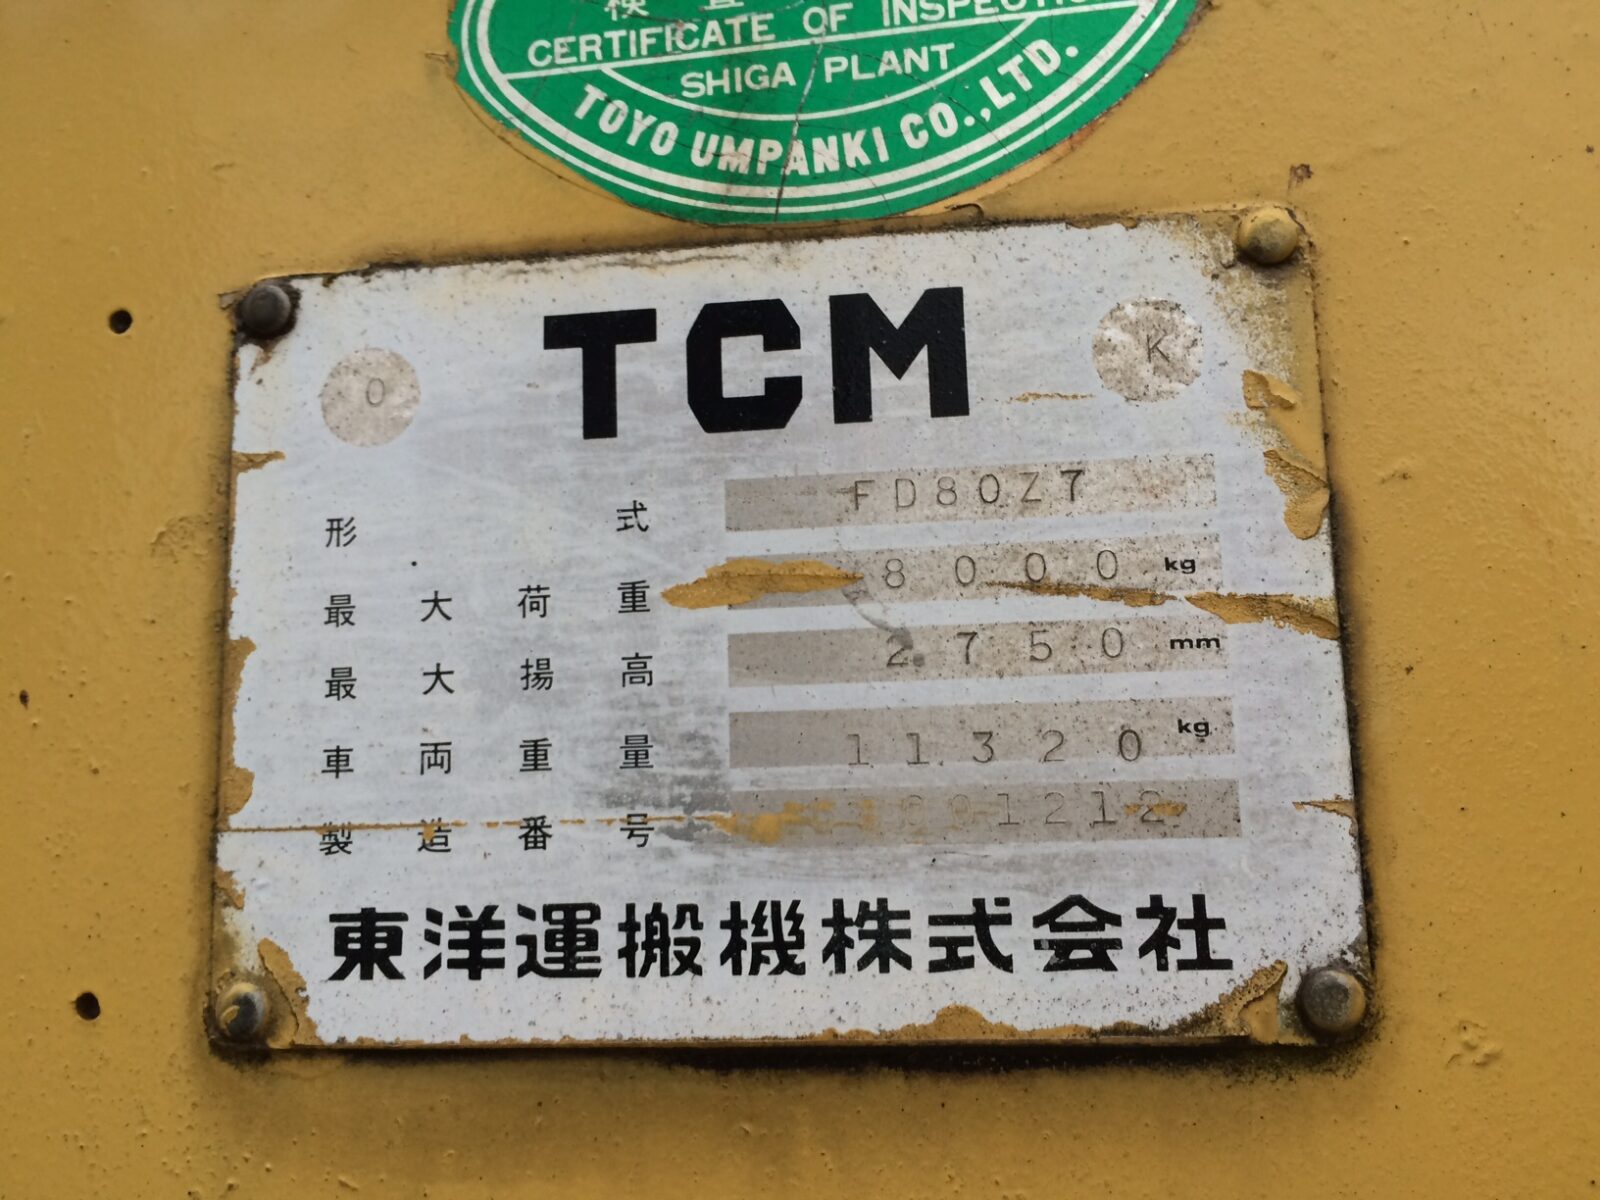 検査
CERTIFICATE OF INSPECTION
SHIGA PLANT
TOYO UMPANKI CO.,LTD.
TCM
O K
形式 FD80Z7
最大荷重 8000 kg
最大揚高 2750 mm
車両重量 11320 kg
製造番号
東洋運搬機株式会社